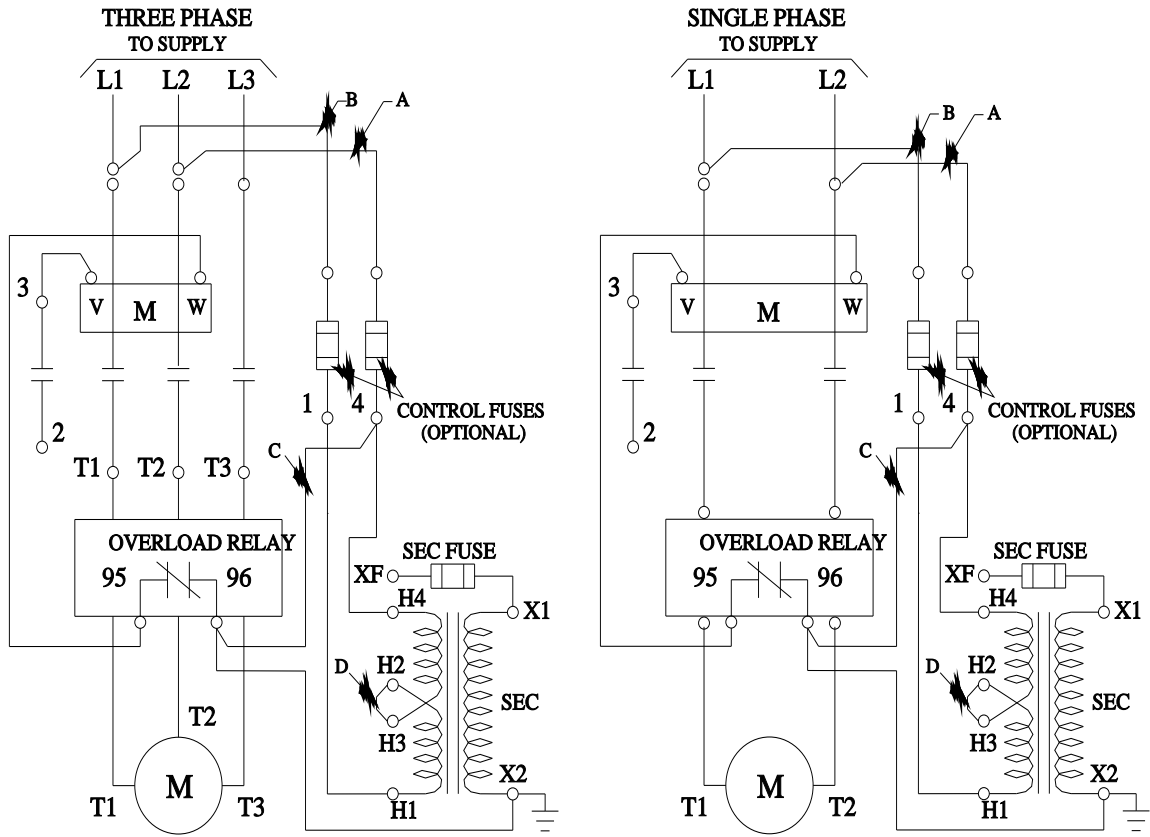 THREE PHASE
TO SUPPLY
L1 L2 L3
B
A
3
V M W
1 4
CONTROL FUSES
(OPTIONAL)
2
C
T1 T2 T3
OVERLOAD RELAY
95 96
SEC FUSE
XF
H4
X1
D
H2
SEC
H3
T2
M
T1 T3
X2
H1
SINGLE PHASE
TO SUPPLY
L1 L2
B
A
3
V M W
1 4
CONTROL FUSES
(OPTIONAL)
2
C
OVERLOAD RELAY
95 96
SEC FUSE
XF
H4
X1
D
H2
SEC
H3
M
T1 T2
X2
H1